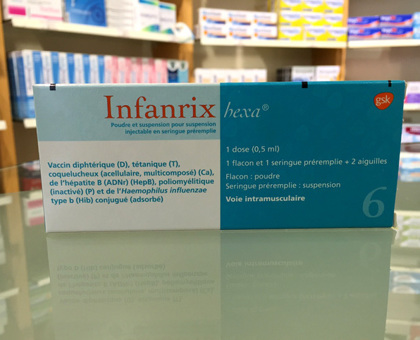 Infanrix hexa®
Poudre et suspension pour suspension
injectable en seringue préremplie
Vaccin diphtérique (D), tétanique (T),
coquelucheux (acellulaire, multicomposé) (Ca),
de l'hépatite B (ADNr) (HepB), poliomyélitique
(inactivé) (P) et de l'Haemophilus influenzae
type b (Hib) conjugué (adsorbé)
gsk
1 dose (0,5 ml)
1 flacon et 1 seringue préremplie + 2 aiguilles
Flacon : poudre
Seringue préremplie : suspension
Voie intramusculaire
6